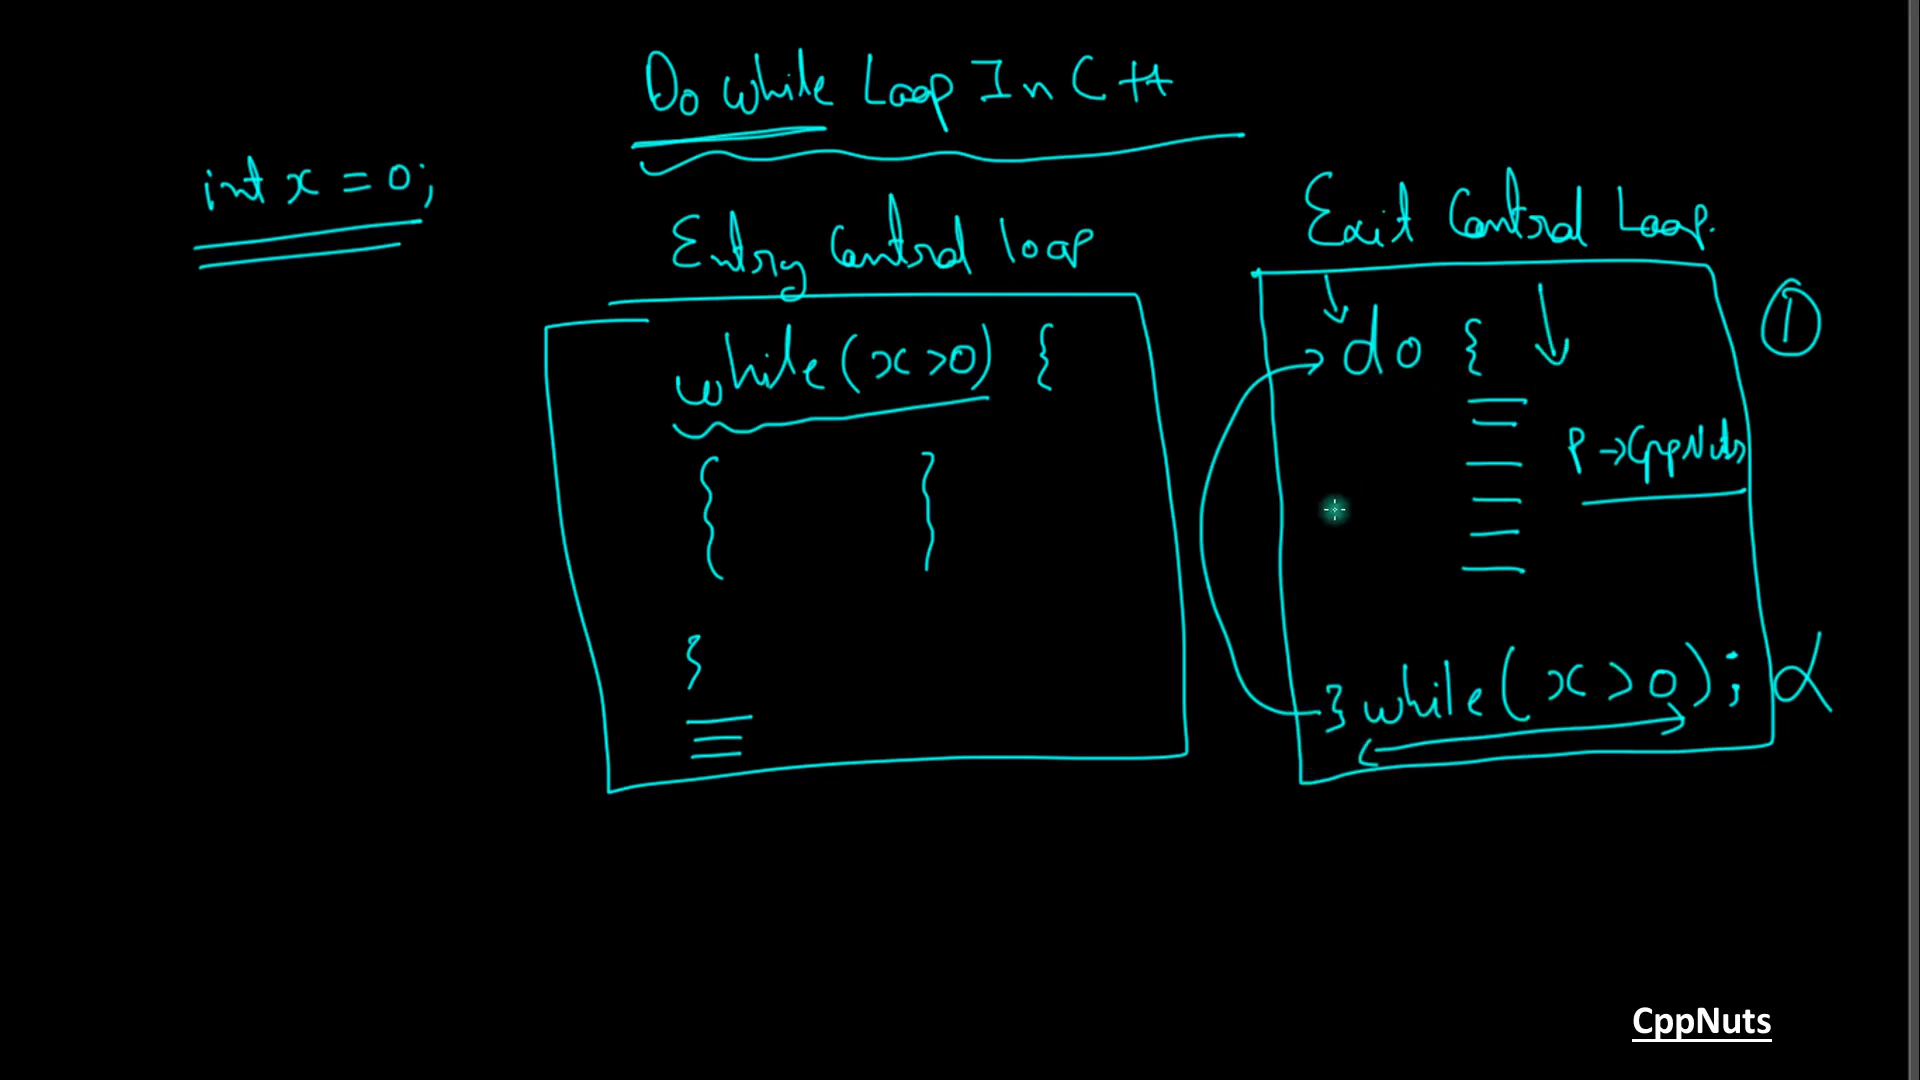 Do while Loop In C++
int x = 0;
Entry Control loop
while (x>0) {
{ }
}
Exit Control Loop.
do {
P → CppNuts
} while (x>0);
1
α
CppNuts